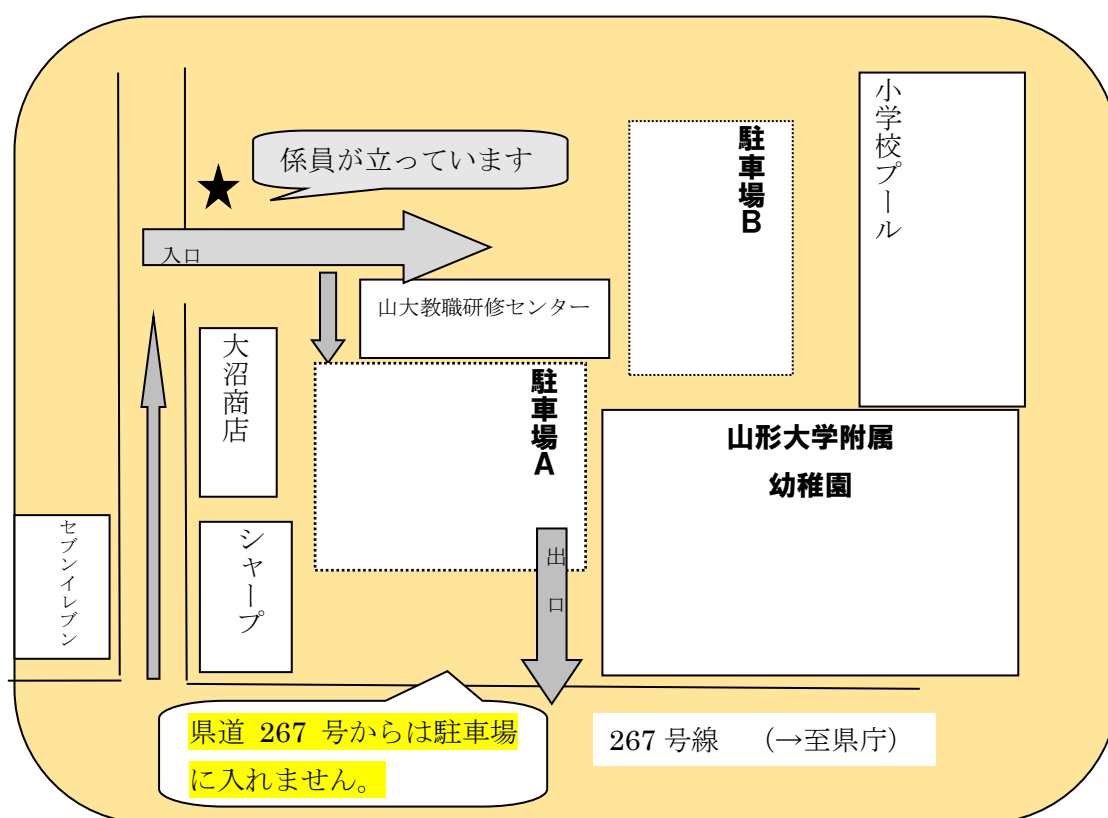 小学校プール
駐車場B
係員が立っています
★
入口
山大教職研修センター
大沼商店
駐車場A
山形大学附属
幼稚園
セブンイレブン
シャープ
出口
県道 267 号からは駐車場
に入れません。
267 号線 （→至県庁）